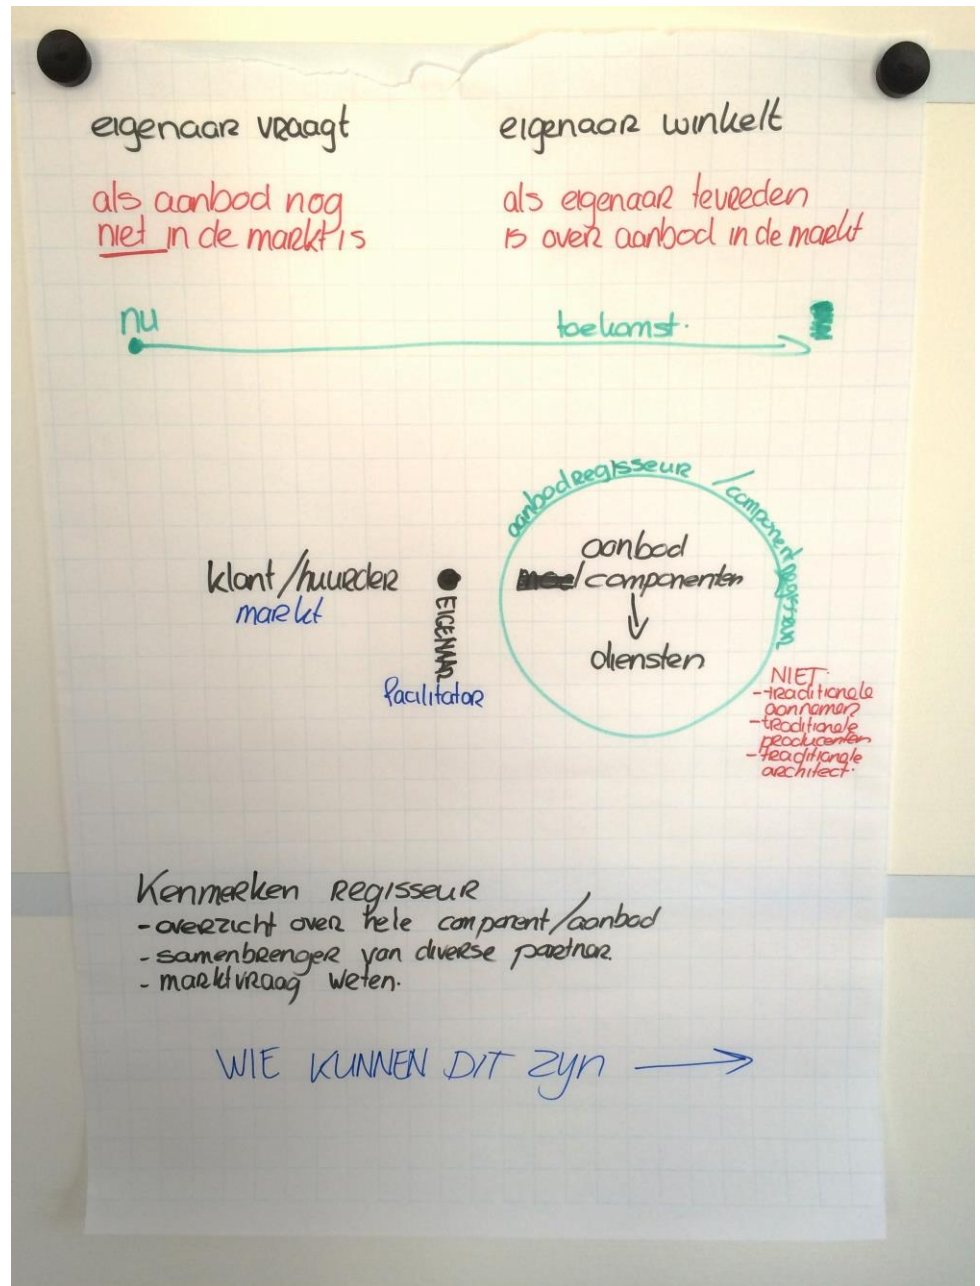 eigenaar vraagt
als aanbod nog
niet in de markt is
eigenaar winkelt
als eigenaar tevreden
is over aanbod in de markt
nu
toekomst.
klant/huurder
markt
EIGENAAR
facilitator
aanbodregisseur / componentregisseur
aanbod
/componenten
diensten
NIET:
- traditionele
aannemer
- traditionele
producenten
- traditionele
architect.
Kenmerken Regisseur
- overzicht over hele component/aanbod
- samenbrenger van diverse partner.
- marktvraag weten.
WIE KUNNEN DIT zyn